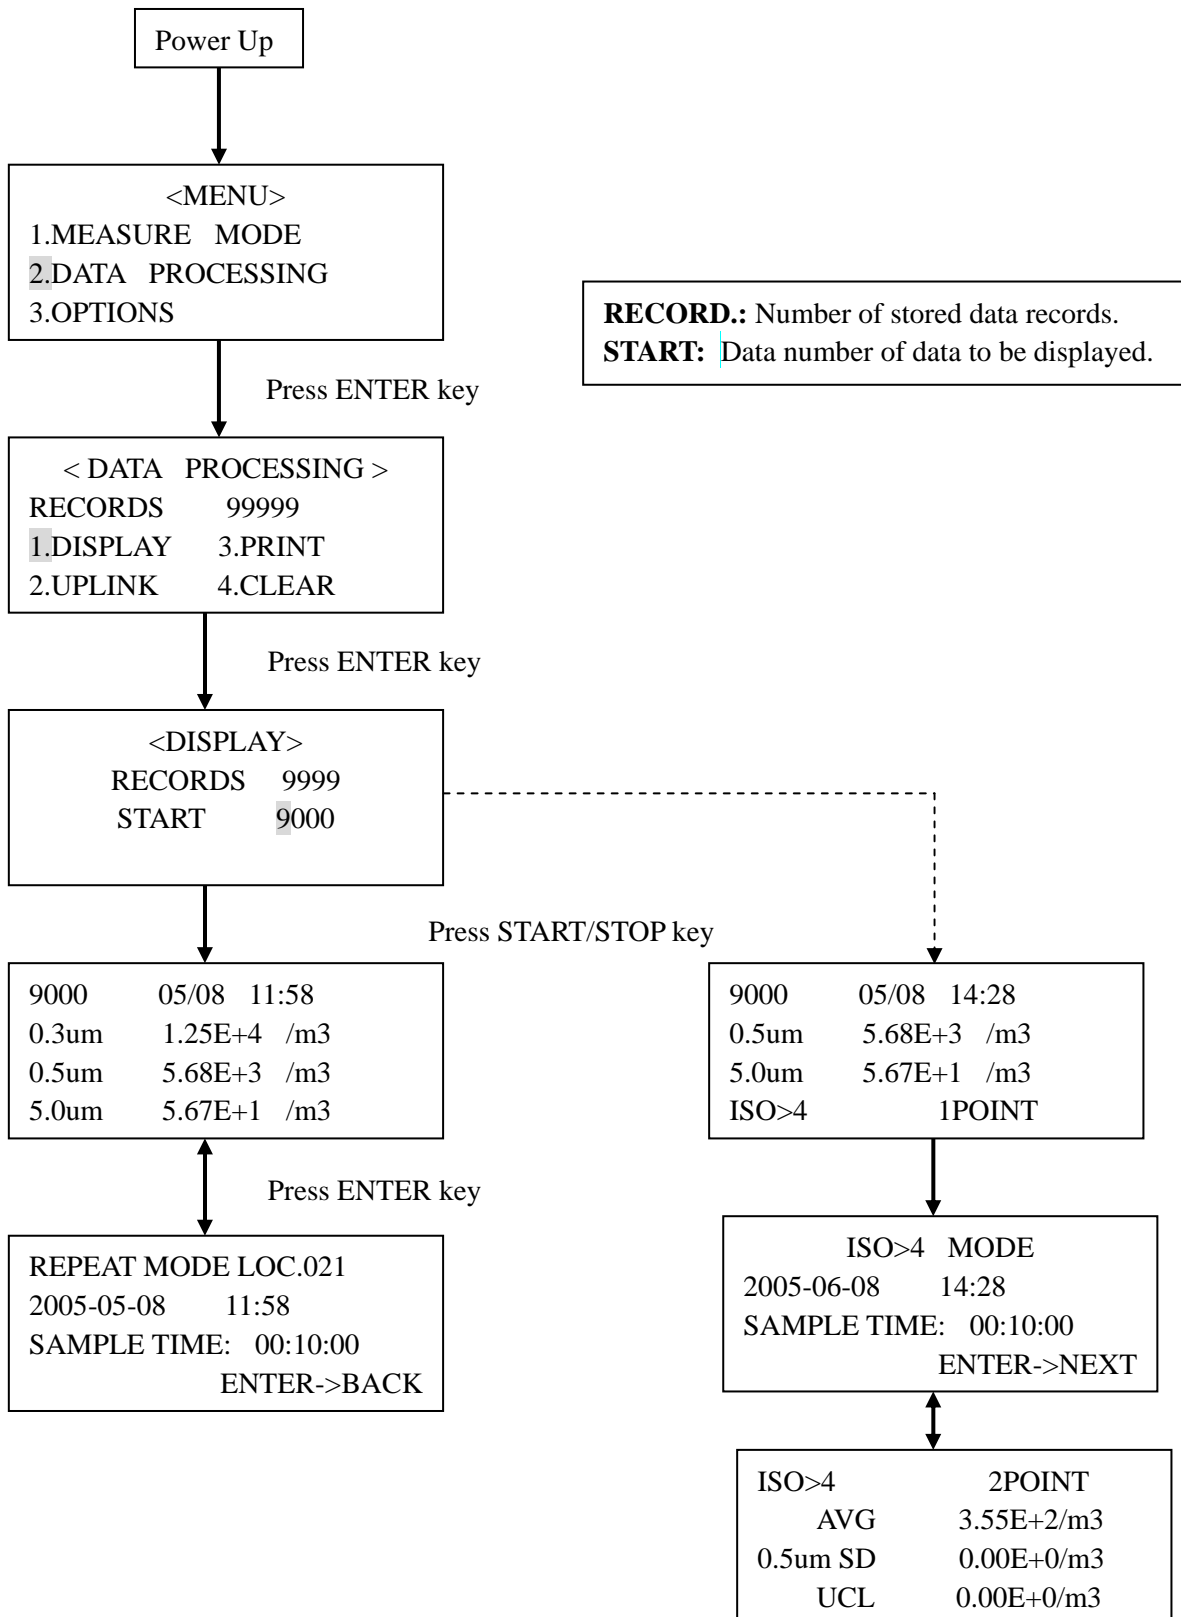 Power Up
<MENU>
1.MEASURE MODE
2.DATA PROCESSING
3.OPTIONS
RECORD.: Number of stored data records.
START: Data number of data to be displayed.
Press ENTER key
< DATA PROCESSING >
RECORDS 99999
1.DISPLAY 3.PRINT
2.UPLINK 4.CLEAR
Press ENTER key
<DISPLAY>
RECORDS 9999
START 9000
Press START/STOP key
9000 05/08 11:58
0.3um 1.25E+4 /m3
0.5um 5.68E+3 /m3
5.0um 5.67E+1 /m3
9000 05/08 14:28
0.5um 5.68E+3 /m3
5.0um 5.67E+1 /m3
ISO>4 1POINT
Press ENTER key
REPEAT MODE LOC.021
2005-05-08 11:58
SAMPLE TIME: 00:10:00
ENTER->BACK
ISO>4 MODE
2005-06-08 14:28
SAMPLE TIME: 00:10:00
ENTER->NEXT
ISO>4 2POINT
AVG 3.55E+2/m3
0.5um SD 0.00E+0/m3
UCL 0.00E+0/m3